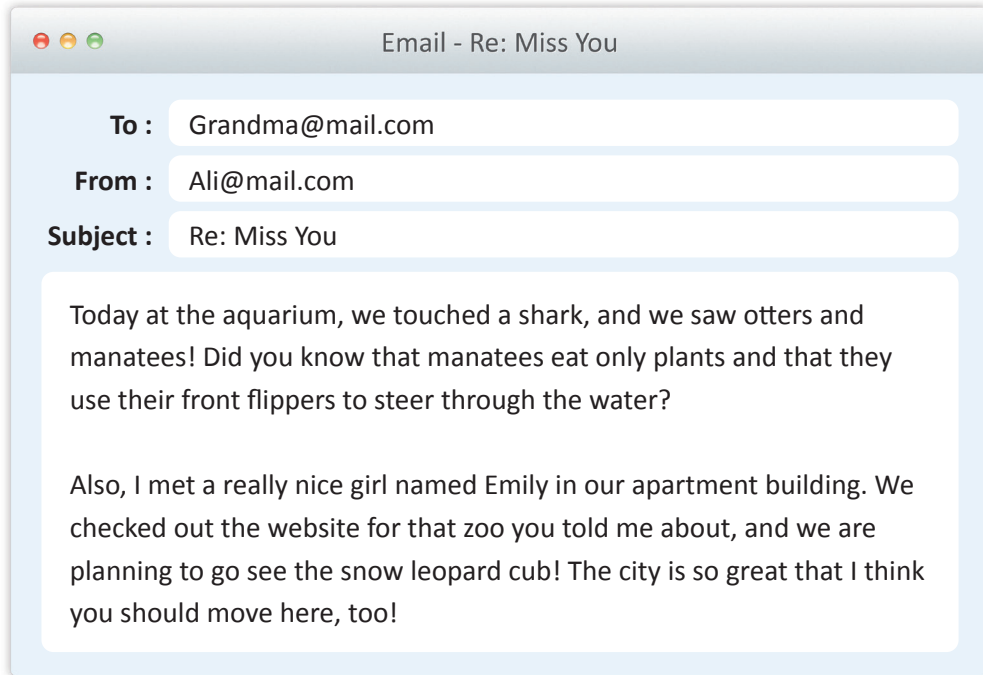 Email - Re: Miss You
To : Grandma@mail.com
From : Ali@mail.com
Subject : Re: Miss You
Today at the aquarium, we touched a shark, and we saw otters and
manatees! Did you know that manatees eat only plants and that they
use their front flippers to steer through the water?
Also, I met a really nice girl named Emily in our apartment building. We
checked out the website for that zoo you told me about, and we are
planning to go see the snow leopard cub! The city is so great that I think
you should move here, too!